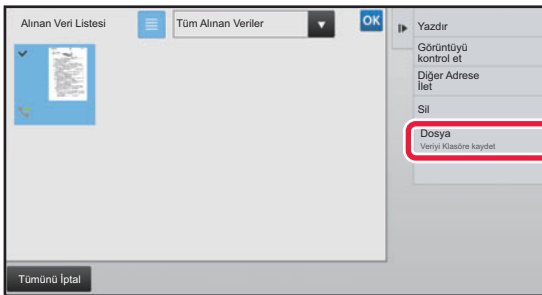 Alınan Veri Listesi
Tüm Alınan Veriler
OK
Yazdır
Görüntüyü
kontrol et
Diğer Adrese
İlet
Sil
Dosya
Veriyi Klasöre kaydet
Tümünü İptal